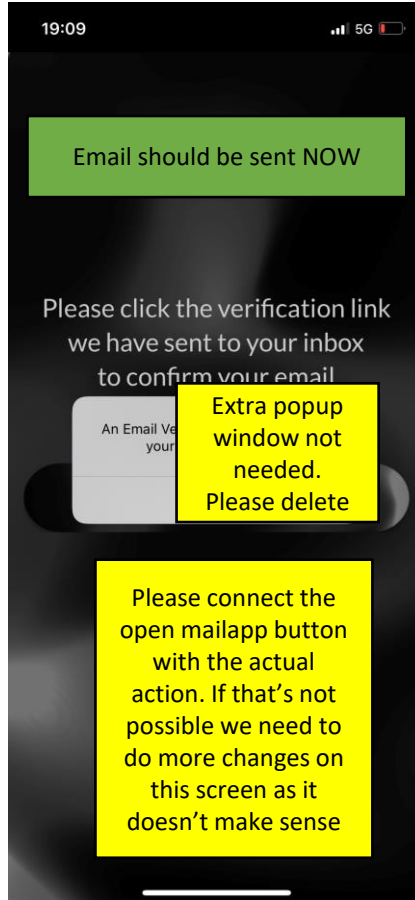 19:09
5G
Email should be sent NOW
Please click the verification link
we have sent to your inbox
to confirm your email
An Email
your
Extra popup
window not
needed.
Please delete
Please connect the
open mailapp button
with the actual
action. If that’s not
possible we need to
do more changes on
this screen as it
doesn’t make sense